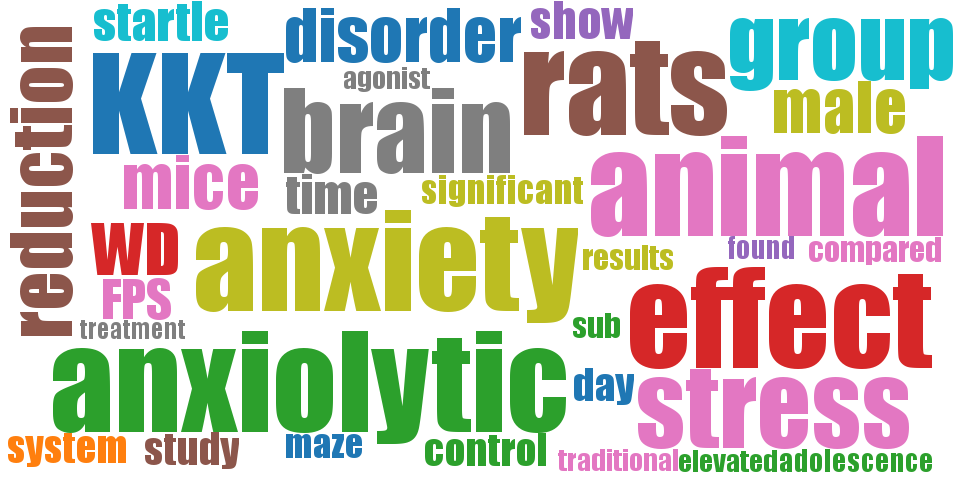 startle
disorder
show
group
reduction
KKT
agonist
rats
brain
male
mice
time
significant
animal
WD
anxiety
results
found
compared
FPS
treatment
sub
effect
anxiolytic
day
stress
system
study
maze
control
traditional
elevated
adolescence